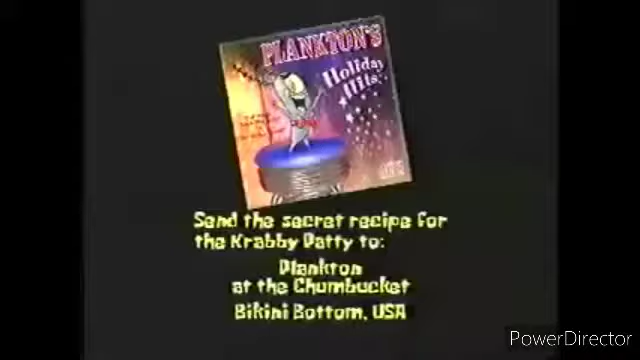 PLANKTON'S
Holiday
Hits
Send the secret recipe for
the Krabby Patty to:
Plankton
at the Chumbucket
Bikini Bottom, USA
PowerDirector